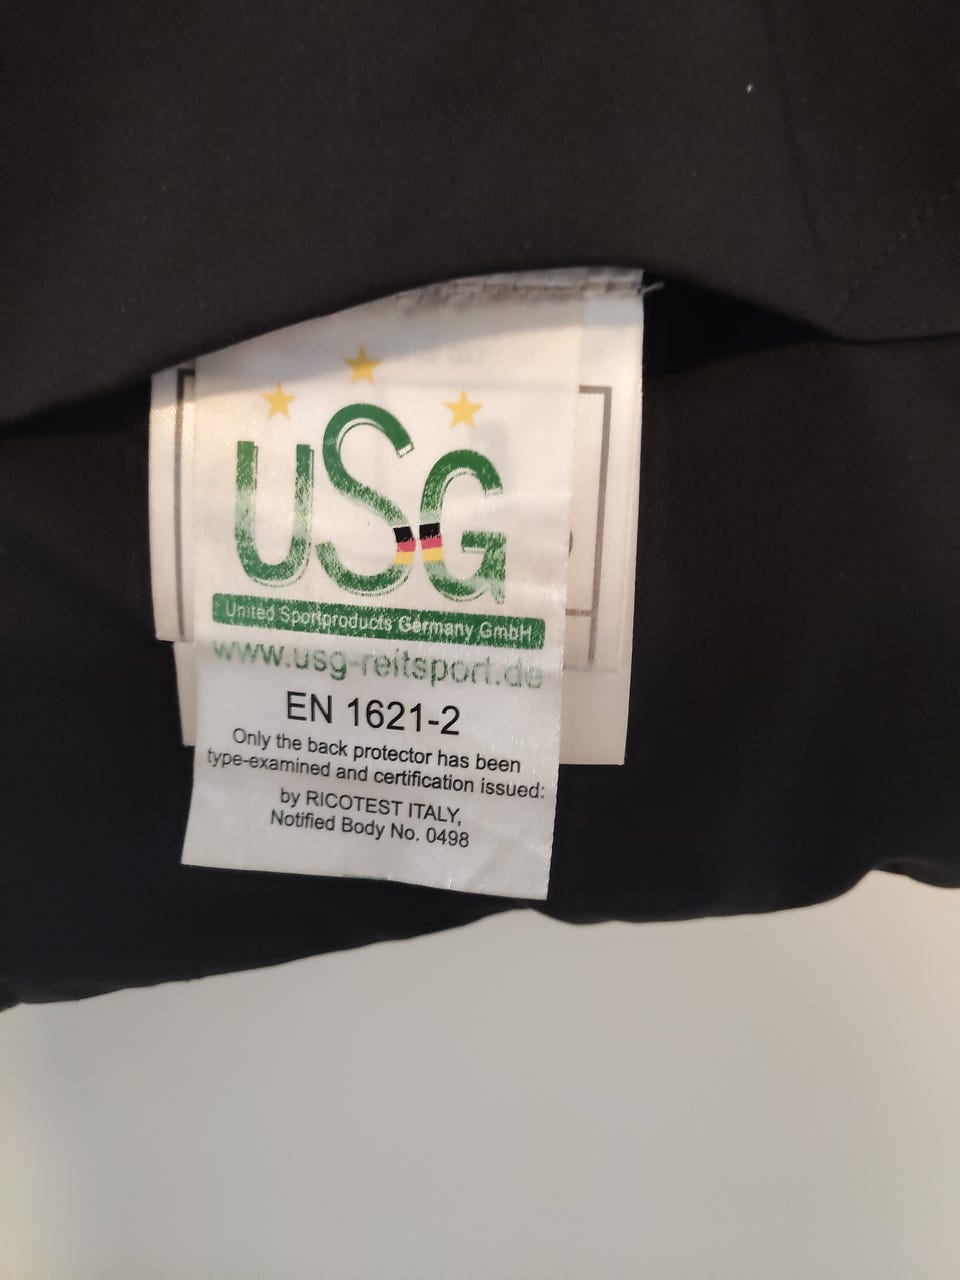 USG
United Sportproducts Germany GmbH
www.usg-reitsport.de
EN 1621-2
Only the back protector has been
type-examined and certification issued:
by RICOTEST ITALY,
Notified Body No. 0498